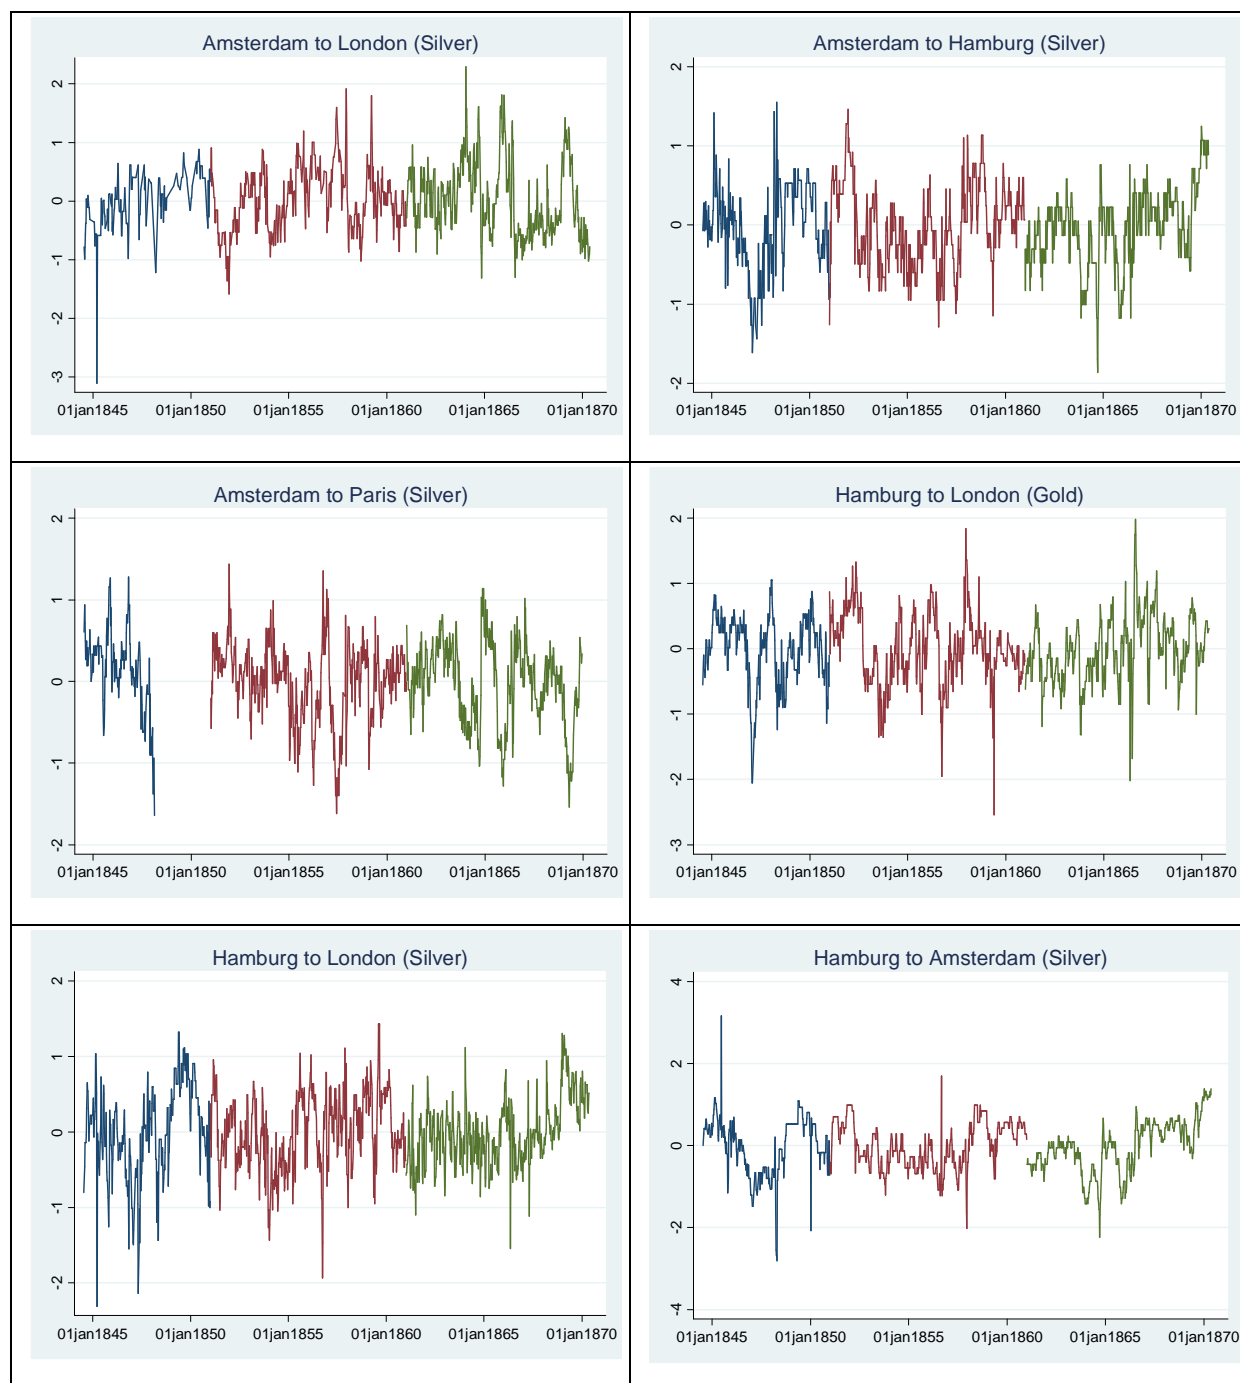 Amsterdam to London (Silver)
2
1
0
-1
-2
-3
01jan1845 01jan1850 01jan1855 01jan1860 01jan1865 01jan1870
Amsterdam to Hamburg (Silver)
2
1
0
-1
-2
01jan1845 01jan1850 01jan1855 01jan1860 01jan1865 01jan1870
Amsterdam to Paris (Silver)
2
1
0
-1
-2
01jan1845 01jan1850 01jan1855 01jan1860 01jan1865 01jan1870
Hamburg to London (Gold)
2
1
0
-1
-2
-3
01jan1845 01jan1850 01jan1855 01jan1860 01jan1865 01jan1870
Hamburg to London (Silver)
2
1
0
-1
-2
01jan1845 01jan1850 01jan1855 01jan1860 01jan1865 01jan1870
Hamburg to Amsterdam (Silver)
4
2
0
-2
-4
01jan1845 01jan1850 01jan1855 01jan1860 01jan1865 01jan1870